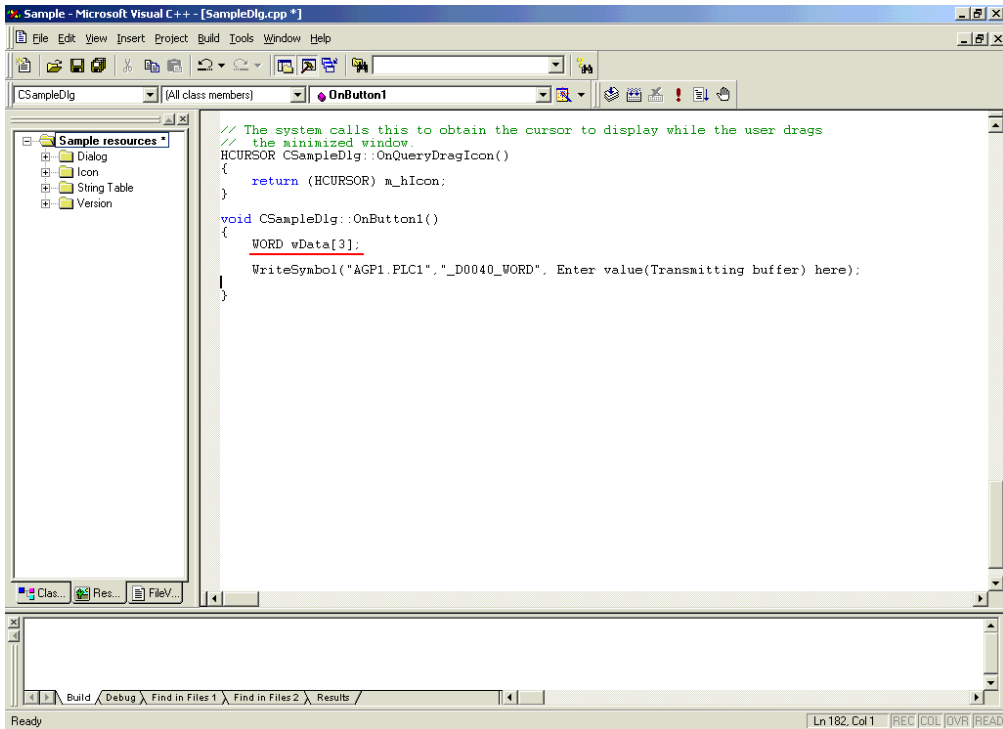 Sample - Microsoft Visual C++ - [SampleDlg.cpp *]
File Edit View Insert Project Build Tools Window Help
CSampleDlg (All class members) OnButton1
Sample resources *
Dialog
Icon
String Table
Version
// The system calls this to obtain the cursor to display while the user drags
//  the minimized window.
HCURSOR CSampleDlg::OnQueryDragIcon()
{
return (HCURSOR) m_hIcon;
}
void CSampleDlg::OnButton1()
{
WORD wData[3];
WriteSymbol("AGP1.PLC1","_D0040_WORD", Enter value(Transmitting buffer) here);
}
Clas... Res... FileV...
Build Debug Find in Files 1 Find in Files 2 Results
Ready Ln 182, Col 1 REC COL OVR READ